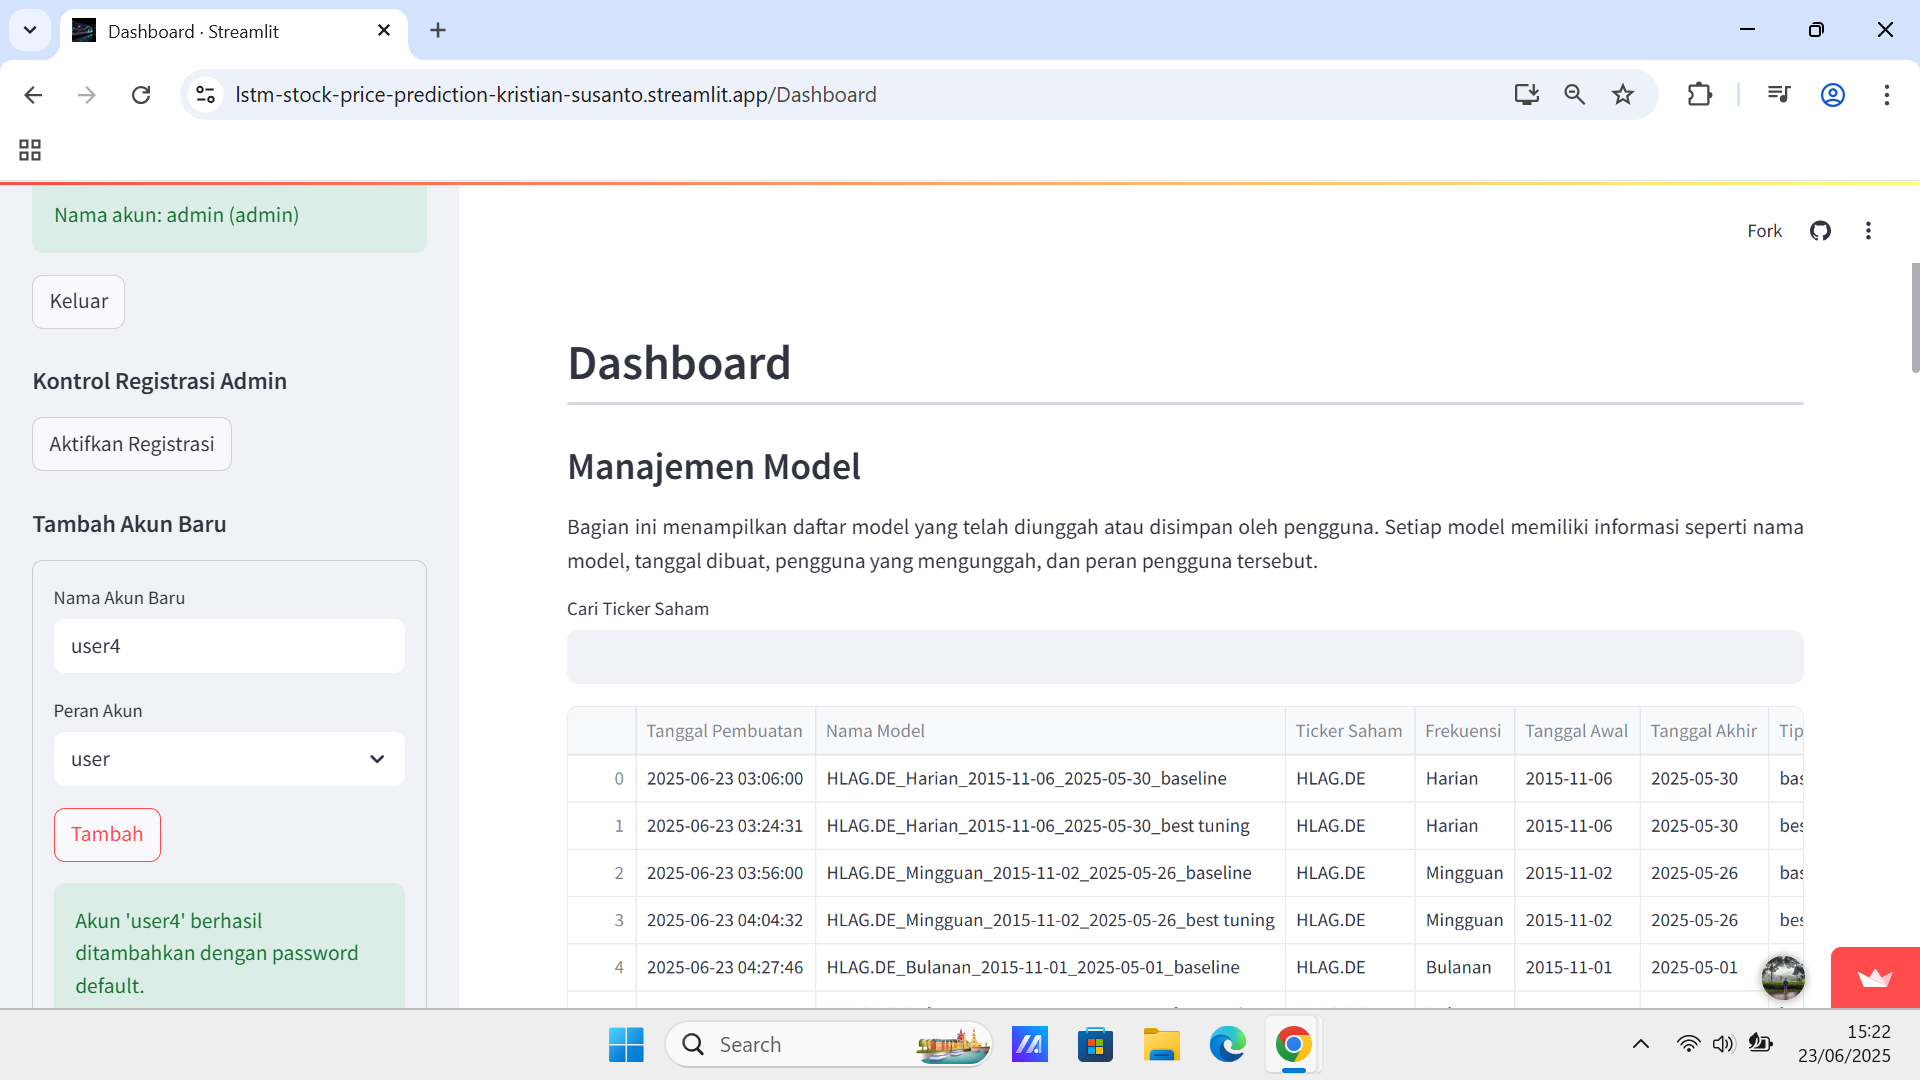 Dashboard · Streamlit
lstm-stock-price-prediction-kristian-susanto.streamlit.app/Dashboard
Nama akun: admin (admin)
Keluar
Kontrol Registrasi Admin
Aktifkan Registrasi
Tambah Akun Baru
Nama Akun Baru
user4
Peran Akun
user
Tambah
Akun 'user4' berhasil
ditambahkan dengan password
default.
Fork
Dashboard
Manajemen Model
Bagian ini menampilkan daftar model yang telah diunggah atau disimpan oleh pengguna. Setiap model memiliki informasi seperti nama
model, tanggal dibuat, pengguna yang mengunggah, dan peran pengguna tersebut.
Cari Ticker Saham
Tanggal Pembuatan Nama Model Ticker Saham Frekuensi Tanggal Awal Tanggal Akhir Tip
0 2025-06-23 03:06:00 HLAG.DE_Harian_2015-11-06_2025-05-30_baseline HLAG.DE Harian 2015-11-06 2025-05-30 bas
1 2025-06-23 03:24:31 HLAG.DE_Harian_2015-11-06_2025-05-30_best tuning HLAG.DE Harian 2015-11-06 2025-05-30 bes
2 2025-06-23 03:56:00 HLAG.DE_Mingguan_2015-11-02_2025-05-26_baseline HLAG.DE Mingguan 2015-11-02 2025-05-26 bas
3 2025-06-23 04:04:32 HLAG.DE_Mingguan_2015-11-02_2025-05-26_best tuning HLAG.DE Mingguan 2015-11-02 2025-05-26 bes
4 2025-06-23 04:27:46 HLAG.DE_Bulanan_2015-11-01_2025-05-01_baseline HLAG.DE Bulanan 2015-11-01 2025-05-01
Search
15:22
23/06/2025